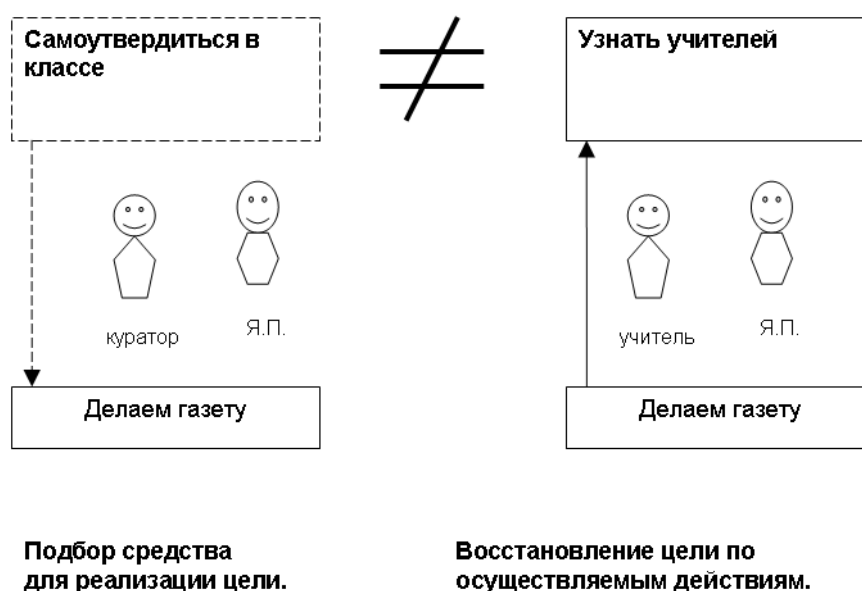 Самоутвердиться в
классе
Узнать учителей
куратор
Я.П.
учитель
Я.П.
Делаем газету
Делаем газету
Подбор средства
для реализации цели.
Восстановление цели по
осуществляемым действиям.